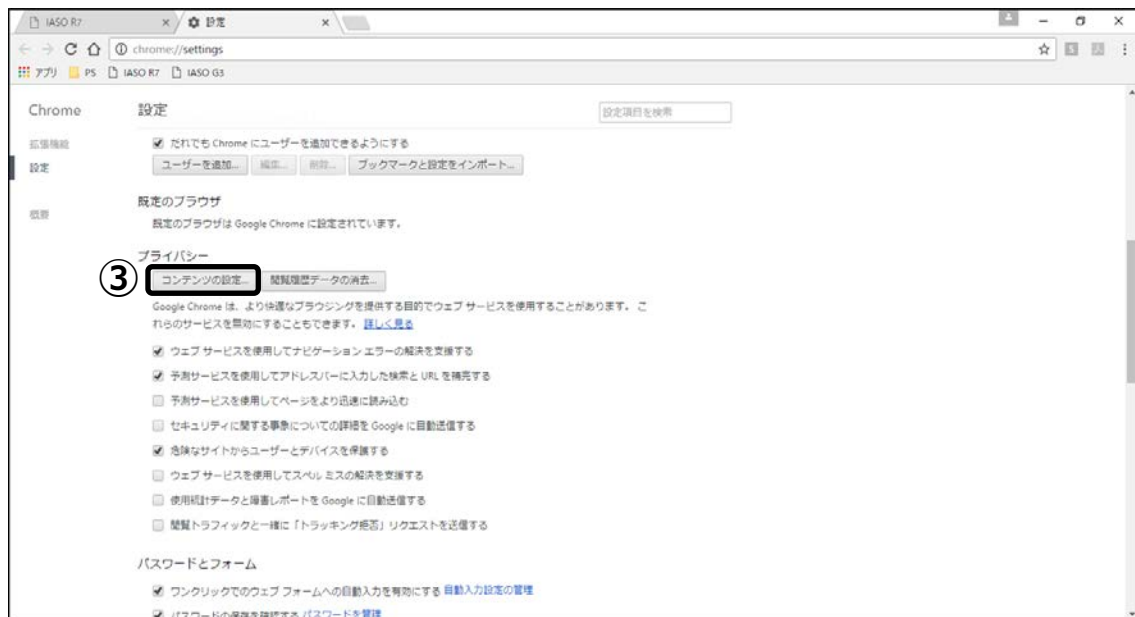 IASO R7
設定
chrome://settings
アプリ
PS
IASO R7
IASO G3
Chrome
設定
設定項目を検索
拡張機能
設定
概要
だれでも Chrome にユーザーを追加できるようにする
ユーザーを追加...
編集...
削除...
ブックマークと設定をインポート...
既定のブラウザ
既定のブラウザは Google Chrome に設定されています。
プライバシー
③
コンテンツの設定...
閲覧履歴データの消去...
Google Chrome は、より快適なブラウジングを提供する目的でウェブ サービスを使用することがあります。こ
れらのサービスを無効にすることもできます。詳しく見る
ウェブ サービスを使用してナビゲーション エラーの解決を支援する
予測サービスを使用してアドレスバーに入力した検索と URL を補完する
予測サービスを使用してページをより迅速に読み込む
セキュリティに関する事象についての詳細を Google に自動送信する
危険なサイトからユーザーとデバイスを保護する
ウェブ サービスを使用してスペル ミスの解決を支援する
使用統計データと障害レポートを Google に自動送信する
閲覧トラフィックと一緒に「トラッキング拒否」リクエストを送信する
パスワードとフォーム
ワンクリックでのウェブ フォームへの自動入力を有効にする 自動入力設定の管理
パスワードの保存を確認する パスワードを管理